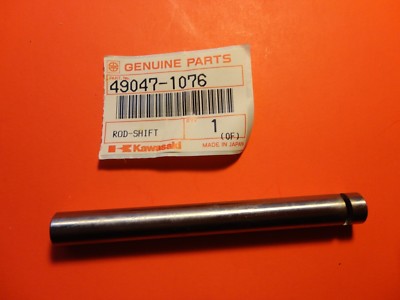 GENUINE PARTS
49047-1076
ROD-SHIFT
1
(OF)
Kawasaki
MADE IN JAPAN